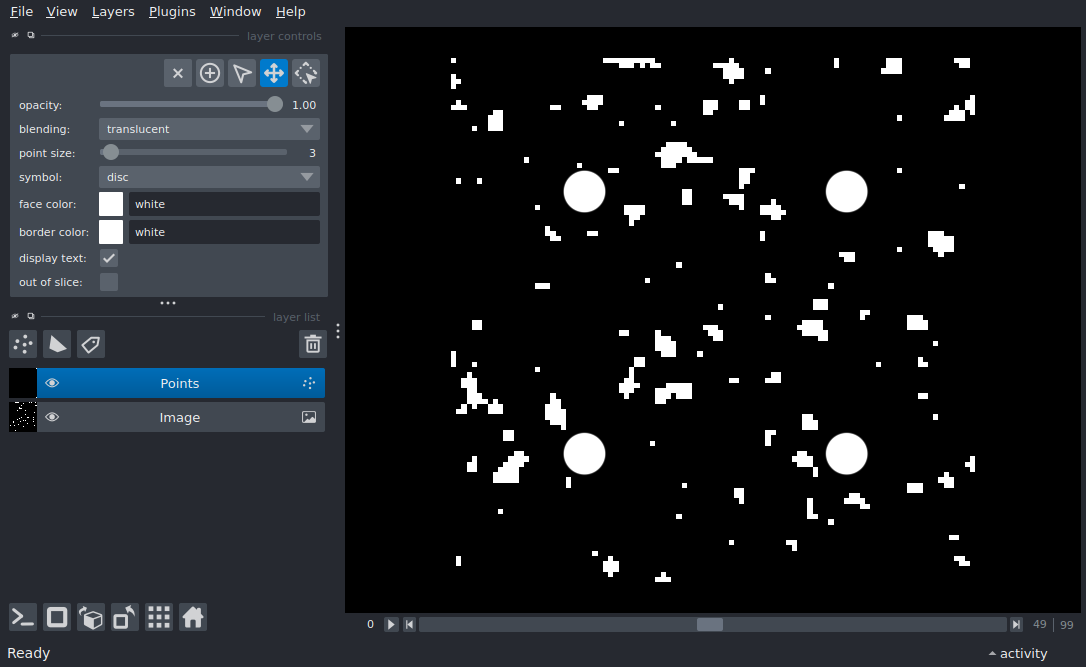 File View Layers Plugins Window Help
layer controls
opacity: 1.00
blending: translucent
point size: 3
symbol: disc
face color: white
border color: white
display text:
out of slice:
layer list
Points
Image
0 49 99
Ready activity